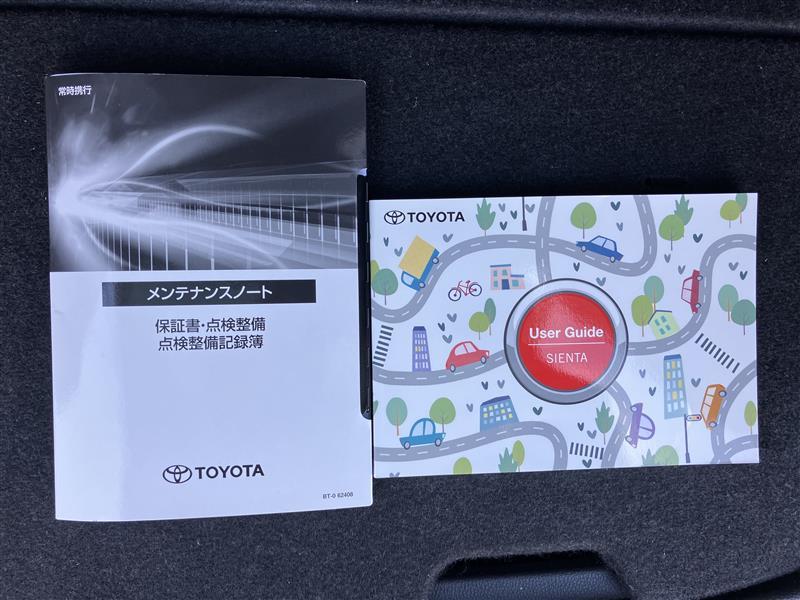 常時携行
メンテナンスノート
保証書・点検整備
点検整備記録簿
TOYOTA
BT-0 62408
TOYOTA
User Guide
SIENTA